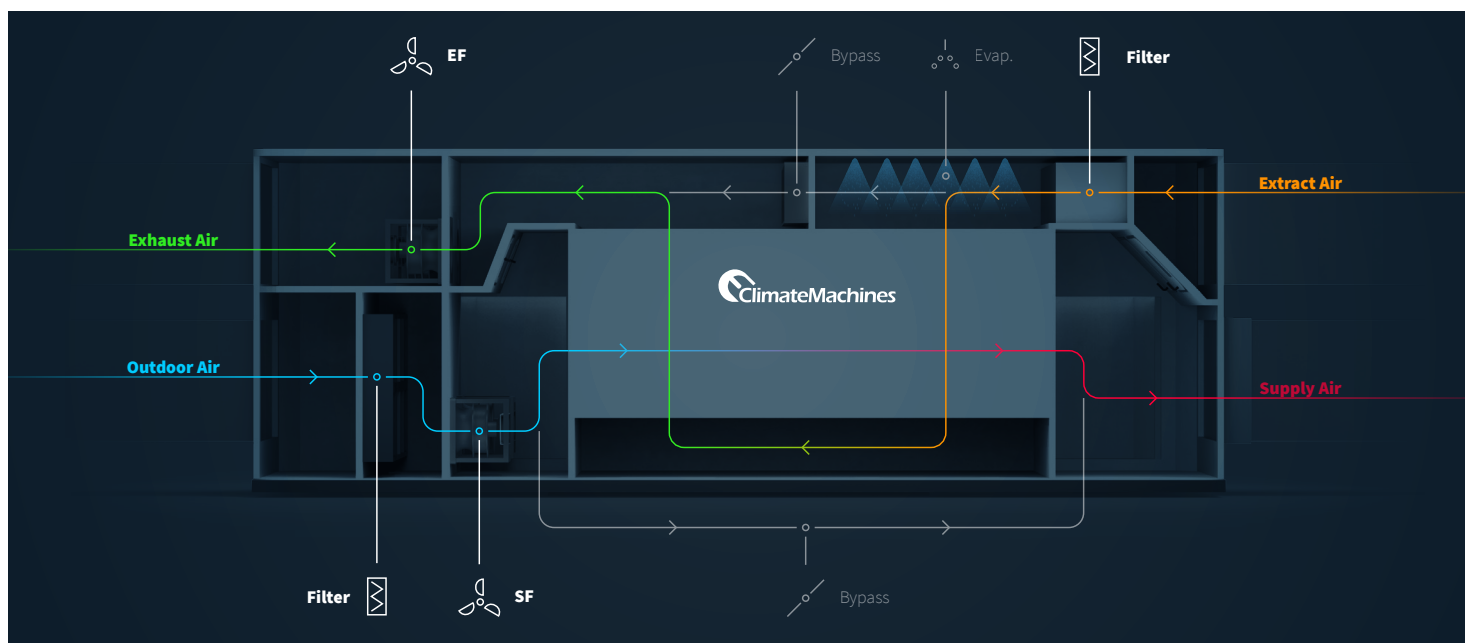 EF
Bypass
Evap.
Filter
Extract Air
Exhaust Air
ClimateMachines
Outdoor Air
Supply Air
Filter
SF
Bypass